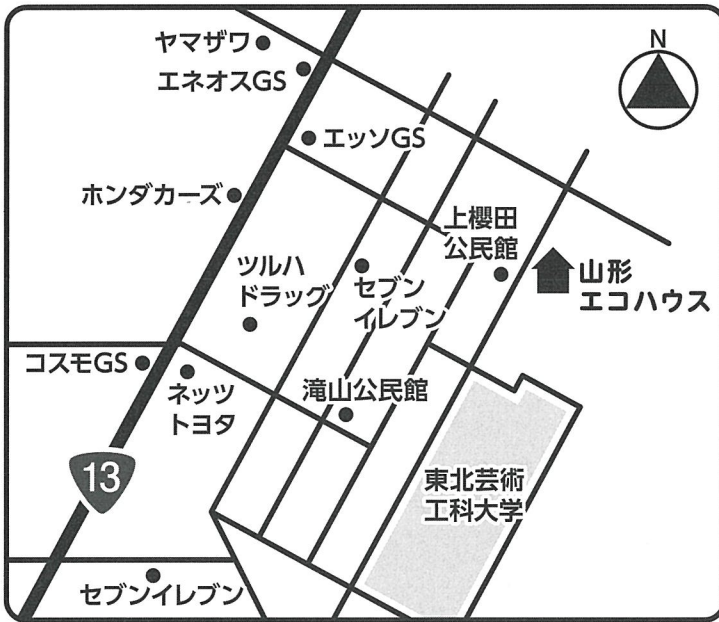 ヤマザワ
N
エネオスGS
エッソGS
ホンダカーズ
上櫻田
公民館
ツルハ
ドラッグ
セブン
イレブン
山形
エコハウス
コスモGS
ネッツ
トヨタ
滝山公民館
13
東北芸術
工科大学
セブンイレブン